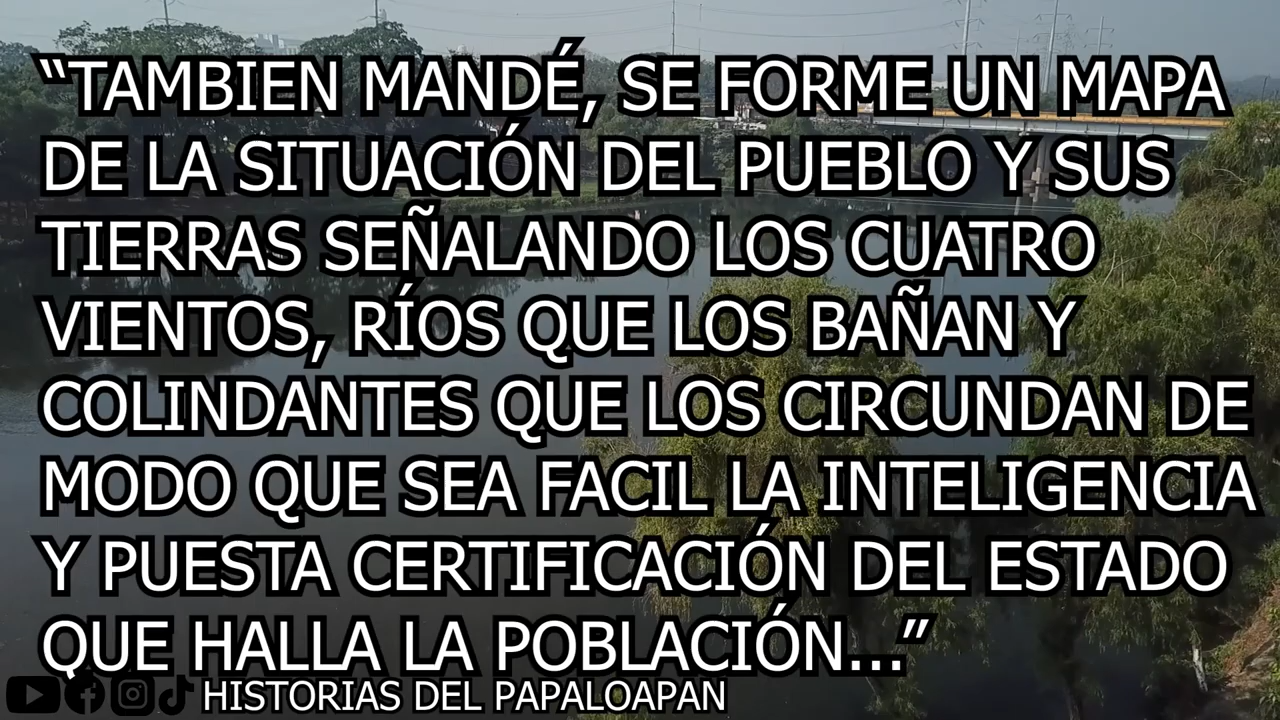 “TAMBIEN MANDÉ, SE FORME UN MAPA
DE LA SITUACIÓN DEL PUEBLO Y SUS
TIERRAS SEÑALANDO LOS CUATRO
VIENTOS, RÍOS QUE LOS BAÑAN Y
COLINDANTES QUE LOS CIRCUNDAN DE
MODO QUE SEA FACIL LA INTELIGENCIA
Y PUESTA CERTIFICACIÓN DEL ESTADO
QUE HALLA LA POBLACIÓN...”
HISTORIAS DEL PAPALOAPAN